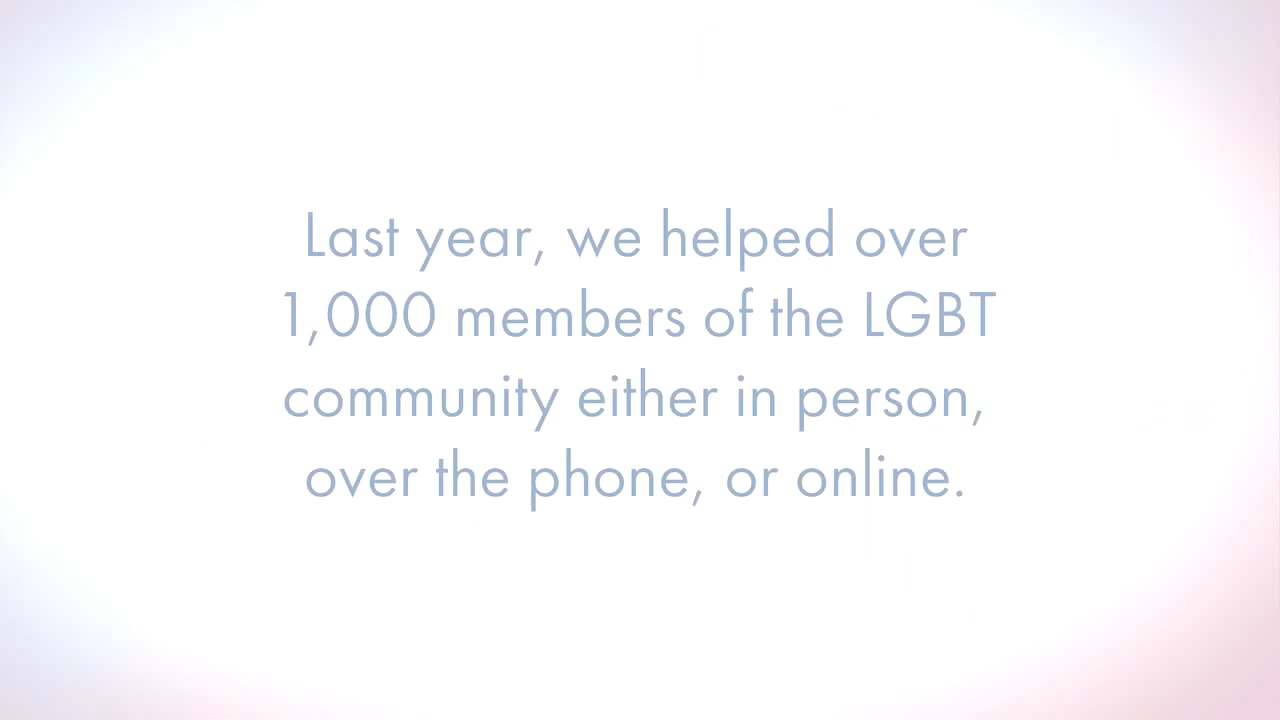 Last year, we helped over
1,000 members of the LGBT
community either in person,
over the phone, or online.